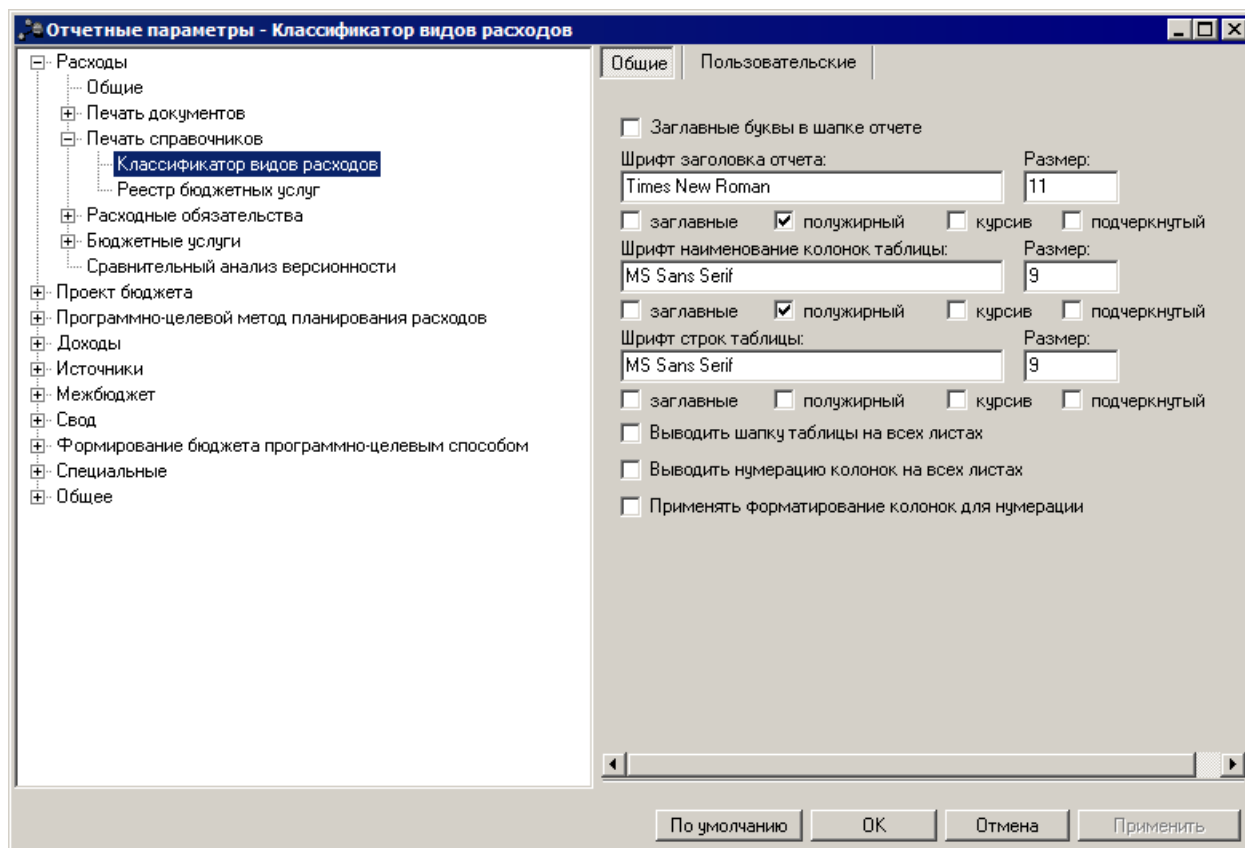 Отчетные параметры - Классификатор видов расходов
Расходы
Общие
Печать документов
Печать справочников
Классификатор видов расходов
Реестр бюджетных услуг
Расходные обязательства
Бюджетные услуги
Сравнительный анализ версионности
Проект бюджета
Программно-целевой метод планирования расходов
Доходы
Источники
Межбюджет
Свод
Формирование бюджета программно-целевым способом
Специальные
Общее
Общие Пользовательские
Заглавные буквы в шапке отчете
Шрифт заголовка отчета: Размер:
Times New Roman 11
заглавные полужирный курсив подчеркнутый
Шрифт наименование колонок таблицы: Размер:
MS Sans Serif 9
заглавные полужирный курсив подчеркнутый
Шрифт строк таблицы: Размер:
MS Sans Serif 9
заглавные полужирный курсив подчеркнутый
Выводить шапку таблицы на всех листах
Выводить нумерацию колонок на всех листах
Применять форматирование колонок для нумерации
По умолчанию OK Отмена Применить